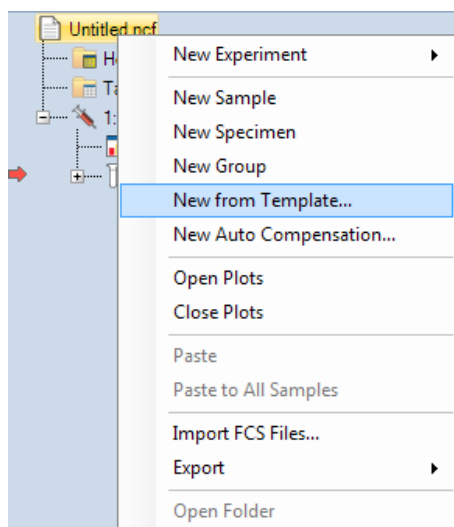 Untitled.ncf
New Experiment
New Sample
New Specimen
New Group
New from Template...
New Auto Compensation...
Open Plots
Close Plots
Paste
Paste to All Samples
Import FCS Files...
Export
Open Folder
1: